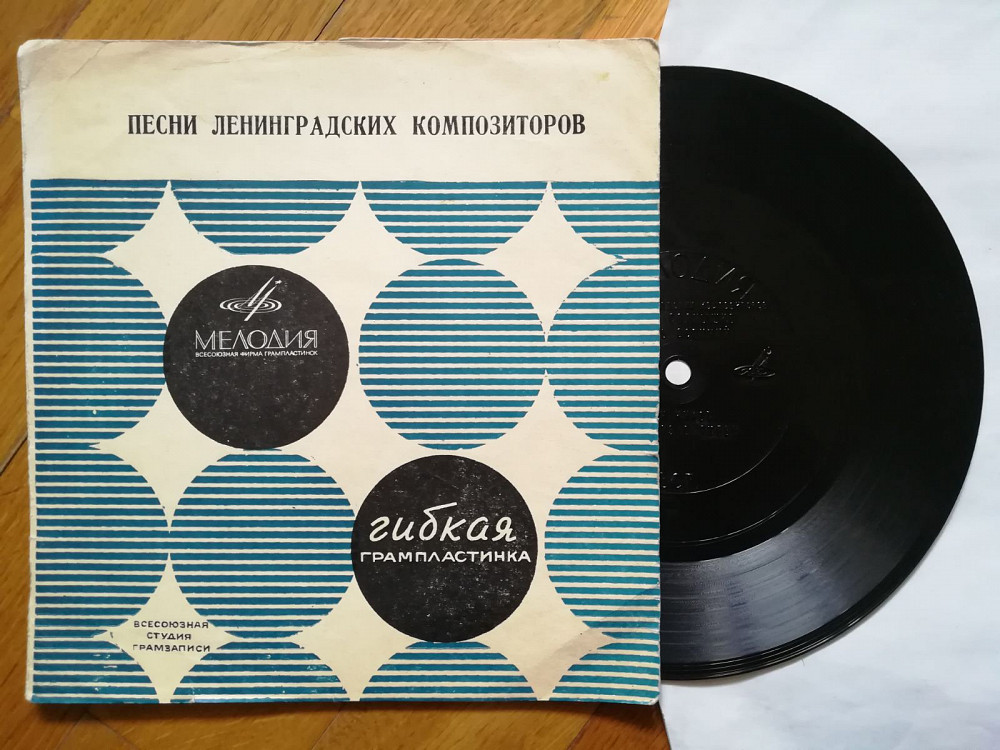 ПЕСНИ ЛЕНИНГРАДСКИХ КОМПОЗИТОРОВ
МЕЛОДИЯ
ВСЕСОЮЗНАЯ ФИРМА ГРАМПЛАСТИНОК
гибкая
ГРАМПЛАСТИНКА
ВСЕСОЮЗНАЯ
СТУДИЯ
ГРАМЗАПИСИ